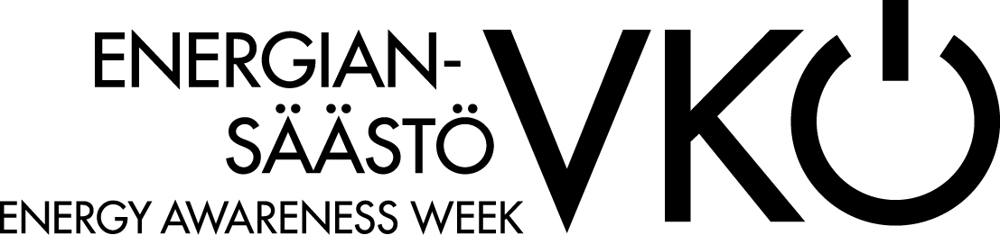 ENERGIAN-
SÄÄSTÖ
VKO
ENERGY AWARENESS WEEK